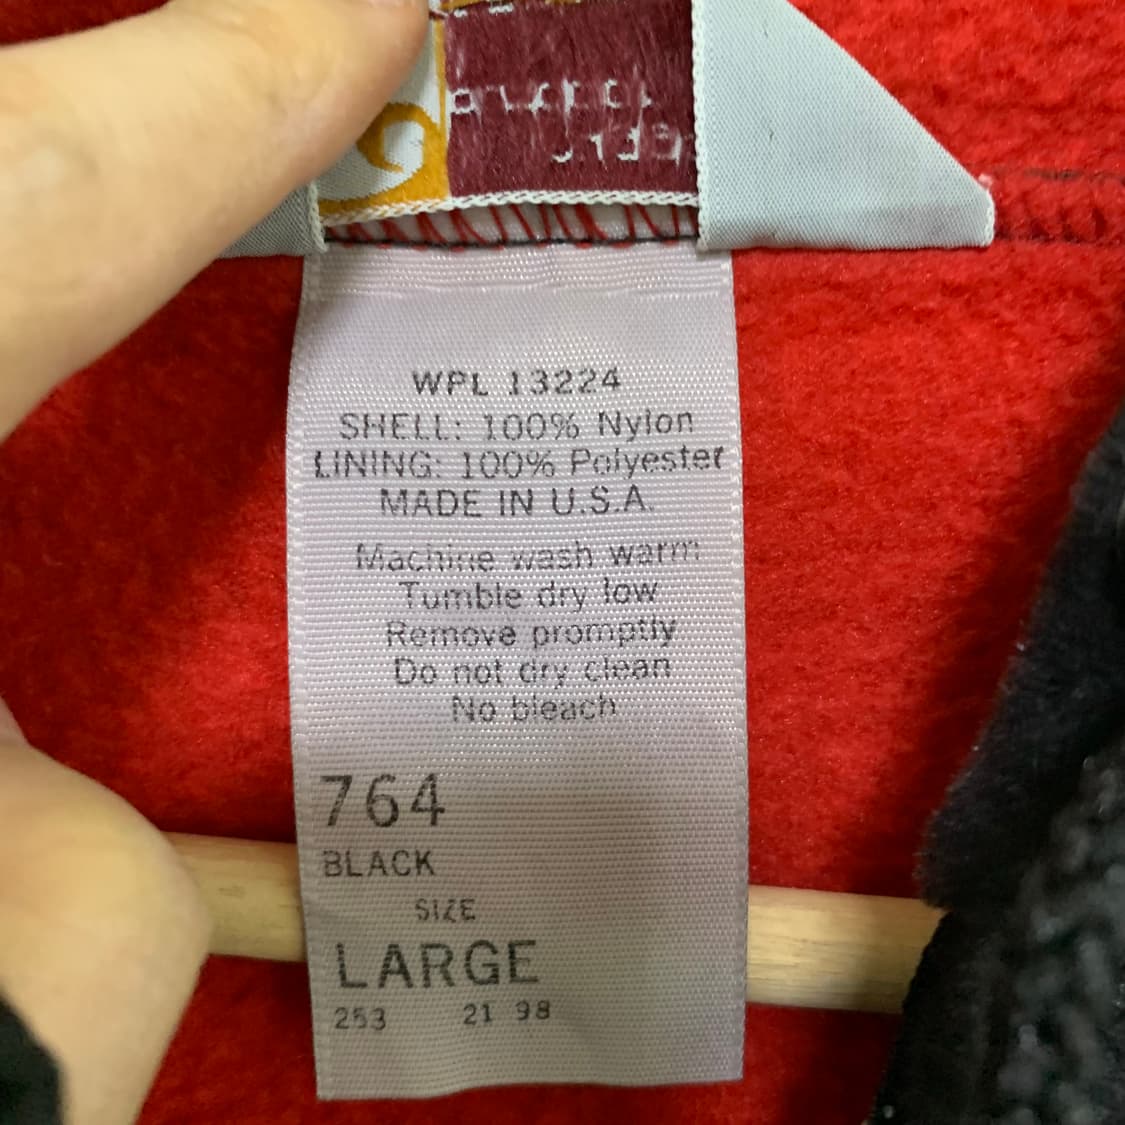 WPL 13224
SHELL: 100% Nylon
LINING: 100% Polyester
MADE IN U.S.A.
Machine wash warm
Tumble dry low
Remove promptly
Do not dry clean
No bleach
764
BLACK
SIZE
LARGE
253 21 98